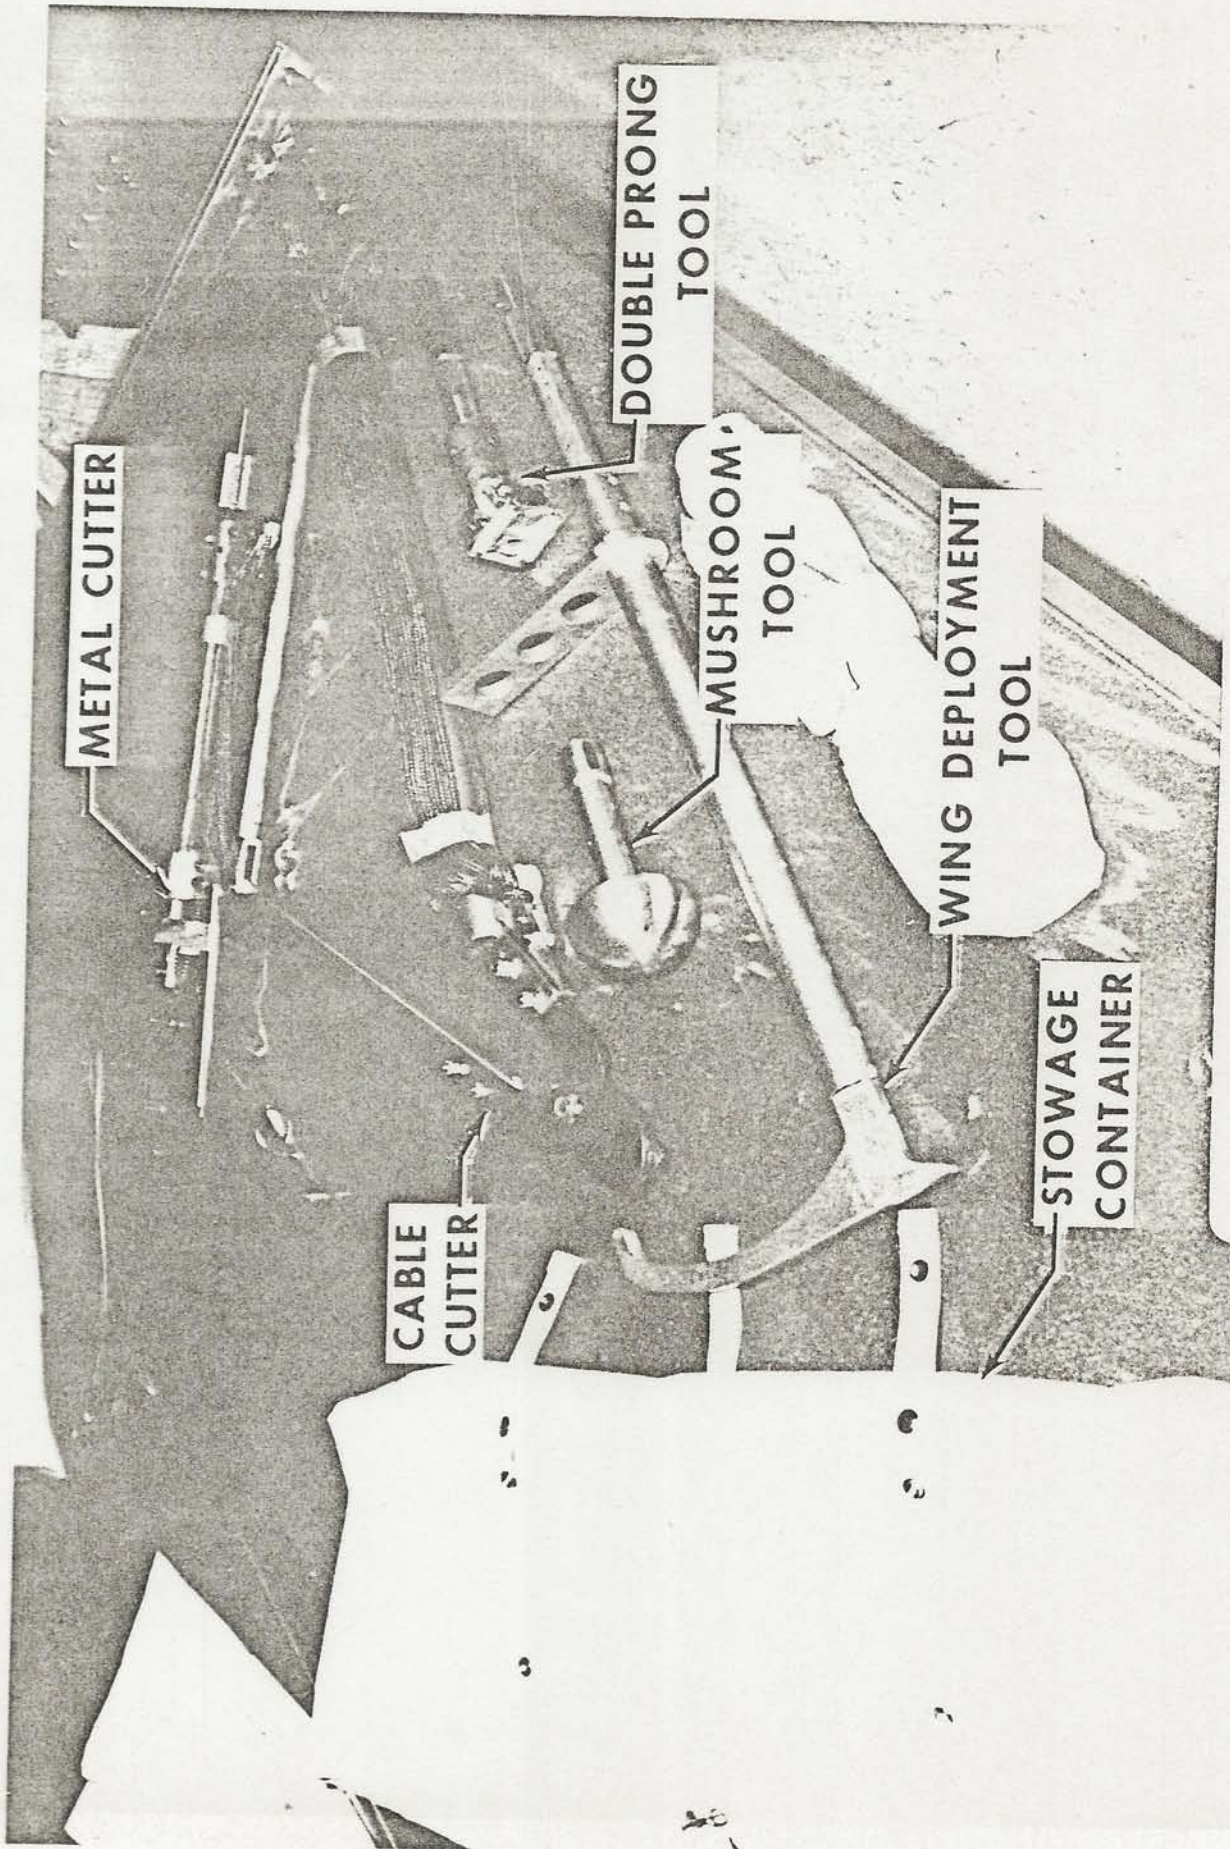 METAL CUTTER
DOUBLE PRONG
TOOL
MUSHROOM
TOOL
CABLE
CUTTER
WING DEPLOYMENT
TOOL
STOWAGE
CONTAINER